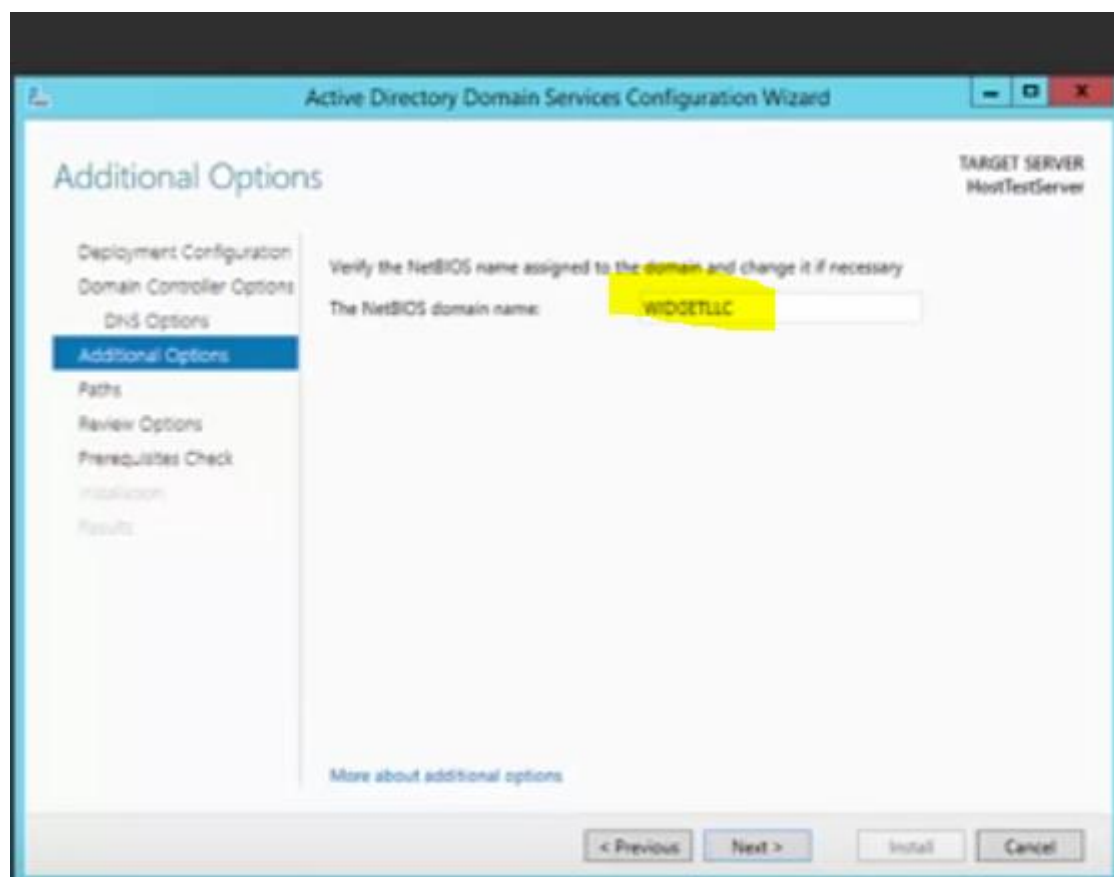 Active Directory Domain Services Configuration Wizard
Additional Options
TARGET SERVER
HostTestServer
Deployment Configuration
Domain Controller Options
DNS Options
Additional Options
Paths
Review Options
Prerequisites Check
Installation
Results
Verify the NetBIOS name assigned to the domain and change it if necessary
The NetBIOS domain name:
WIDGETLLC
More about additional options
< Previous
Next >
Install
Cancel